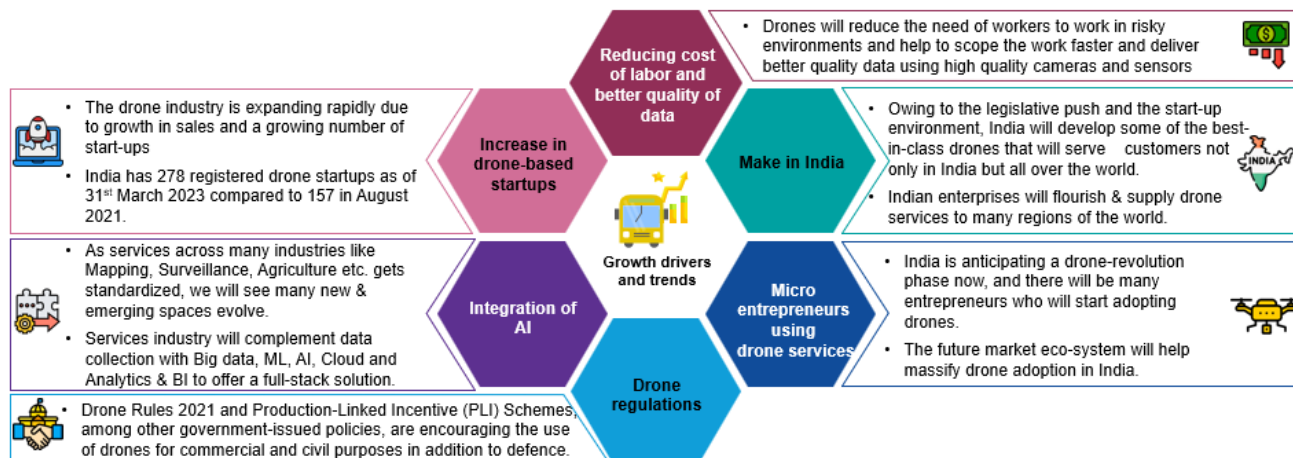 Reducing cost
of labor and
better quality of
data
• Drones will reduce the need of workers to work in risky
environments and help to scope the work faster and deliver
better quality data using high quality cameras and sensors
• The drone industry is expanding rapidly due
to growth in sales and a growing number of
start-ups
• India has 278 registered drone startups as of
31st March 2023 compared to 157 in August
2021.
Increase in
drone-based
startups
Make in India
• Owing to the legislative push and the start-up
environment, India will develop some of the best-
in-class drones that will serve customers not
only in India but all over the world.
• Indian enterprises will flourish & supply drone
services to many regions of the world.
INDIA
Growth drivers
and trends
• As services across many industries like
Mapping, Surveillance, Agriculture etc. gets
standardized, we will see many new &
emerging spaces evolve.
• Services industry will complement data
collection with Big data, ML, AI, Cloud and
Analytics & BI to offer a full-stack solution.
Integration of
AI
Micro
entrepreneurs
using
drone services
• India is anticipating a drone-revolution
phase now, and there will be many
entrepreneurs who will start adopting
drones.
• The future market eco-system will help
massify drone adoption in India.
Drone
regulations
• Drone Rules 2021 and Production-Linked Incentive (PLI) Schemes,
among other government-issued policies, are encouraging the use
of drones for commercial and civil purposes in addition to defence.